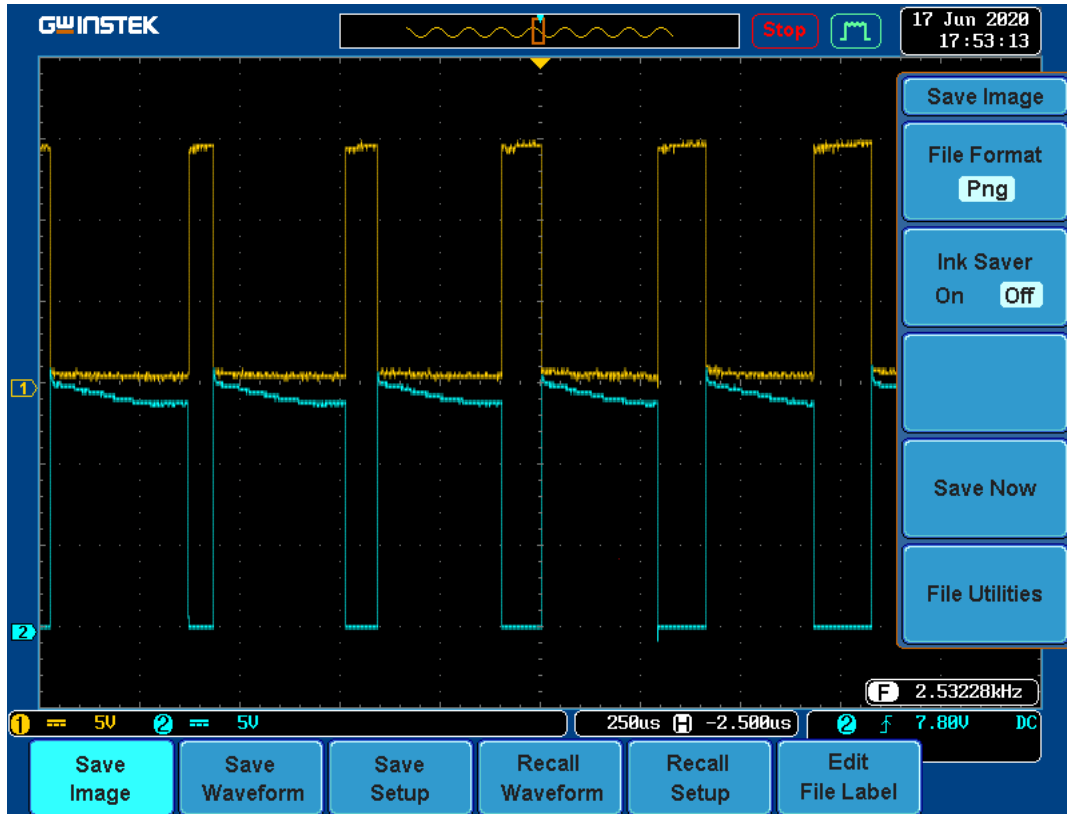 GWINSTEK
Stop
17 Jun 2020
17:53:13
Save Image
File Format
Png
Ink Saver
On Off
Save Now
File Utilities
1
2
F 2.53228kHz
1 5V 2 5V
250us H -2.500us
2 7.80V DC
Save
Image
Save
Waveform
Save
Setup
Recall
Waveform
Recall
Setup
Edit
File Label